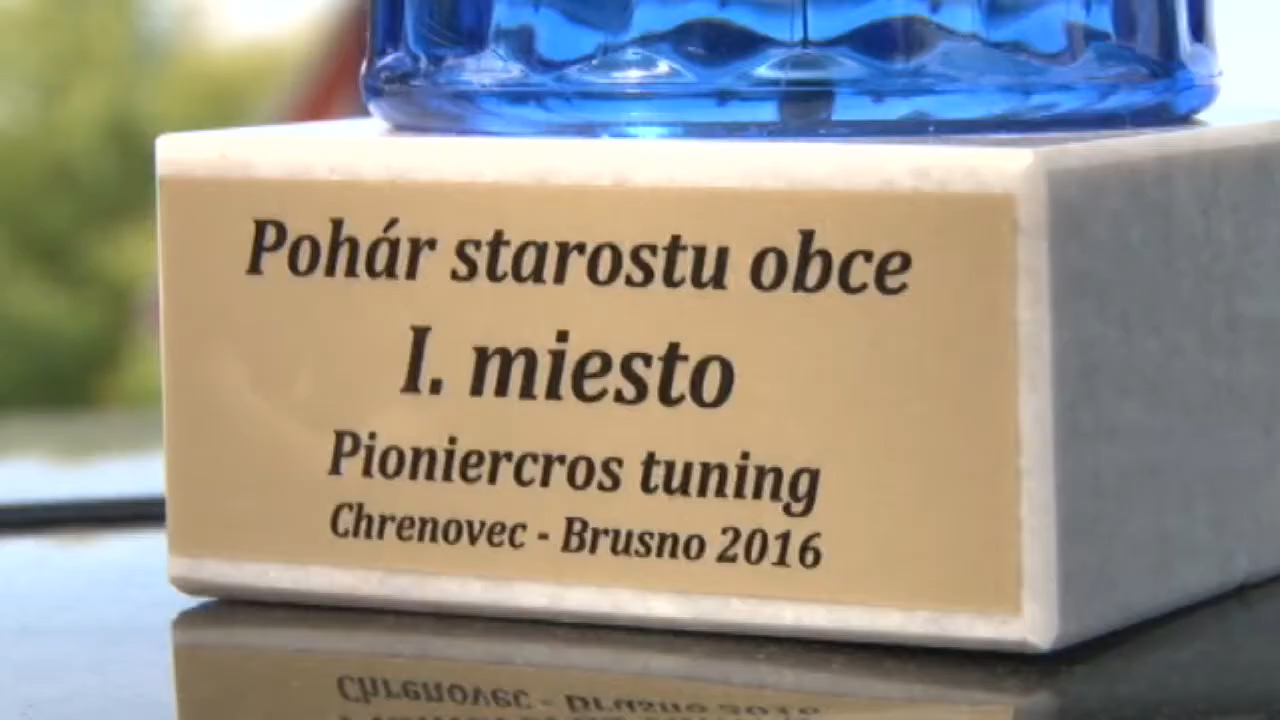 Pohár starostu obce
I. miesto
Pioniercros tuning
Chrenovec - Brusno 2016